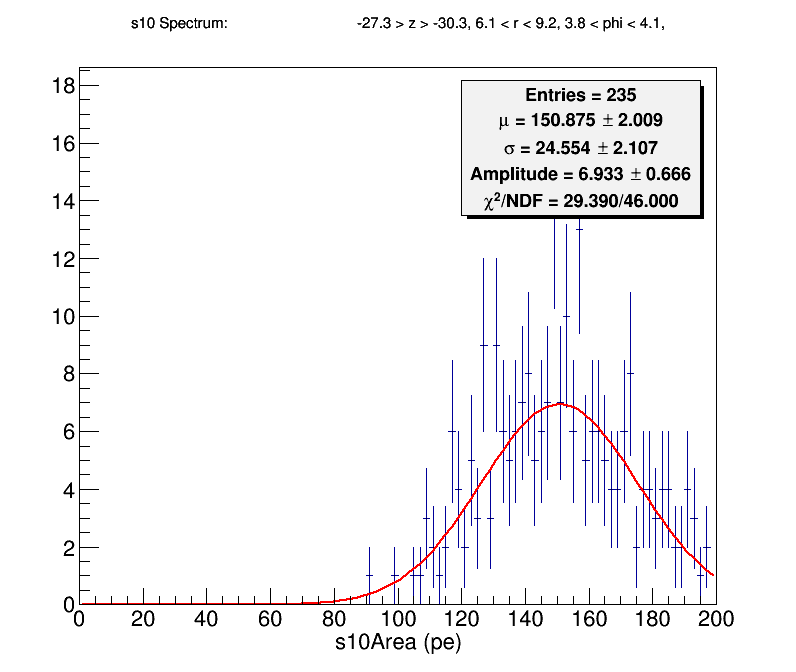 s10 Spectrum: -27.3 > z > -30.3, 6.1 < r < 9.2, 3.8 < phi < 4.1,
Entries = 235
μ = 150.875 ± 2.009
σ = 24.554 ± 2.107
Amplitude = 6.933 ± 0.666
χ²/NDF = 29.390/46.000
18
16
14
12
10
8
6
4
2
0
0 20 40 60 80 100 120 140 160 180 200
s10Area (pe)